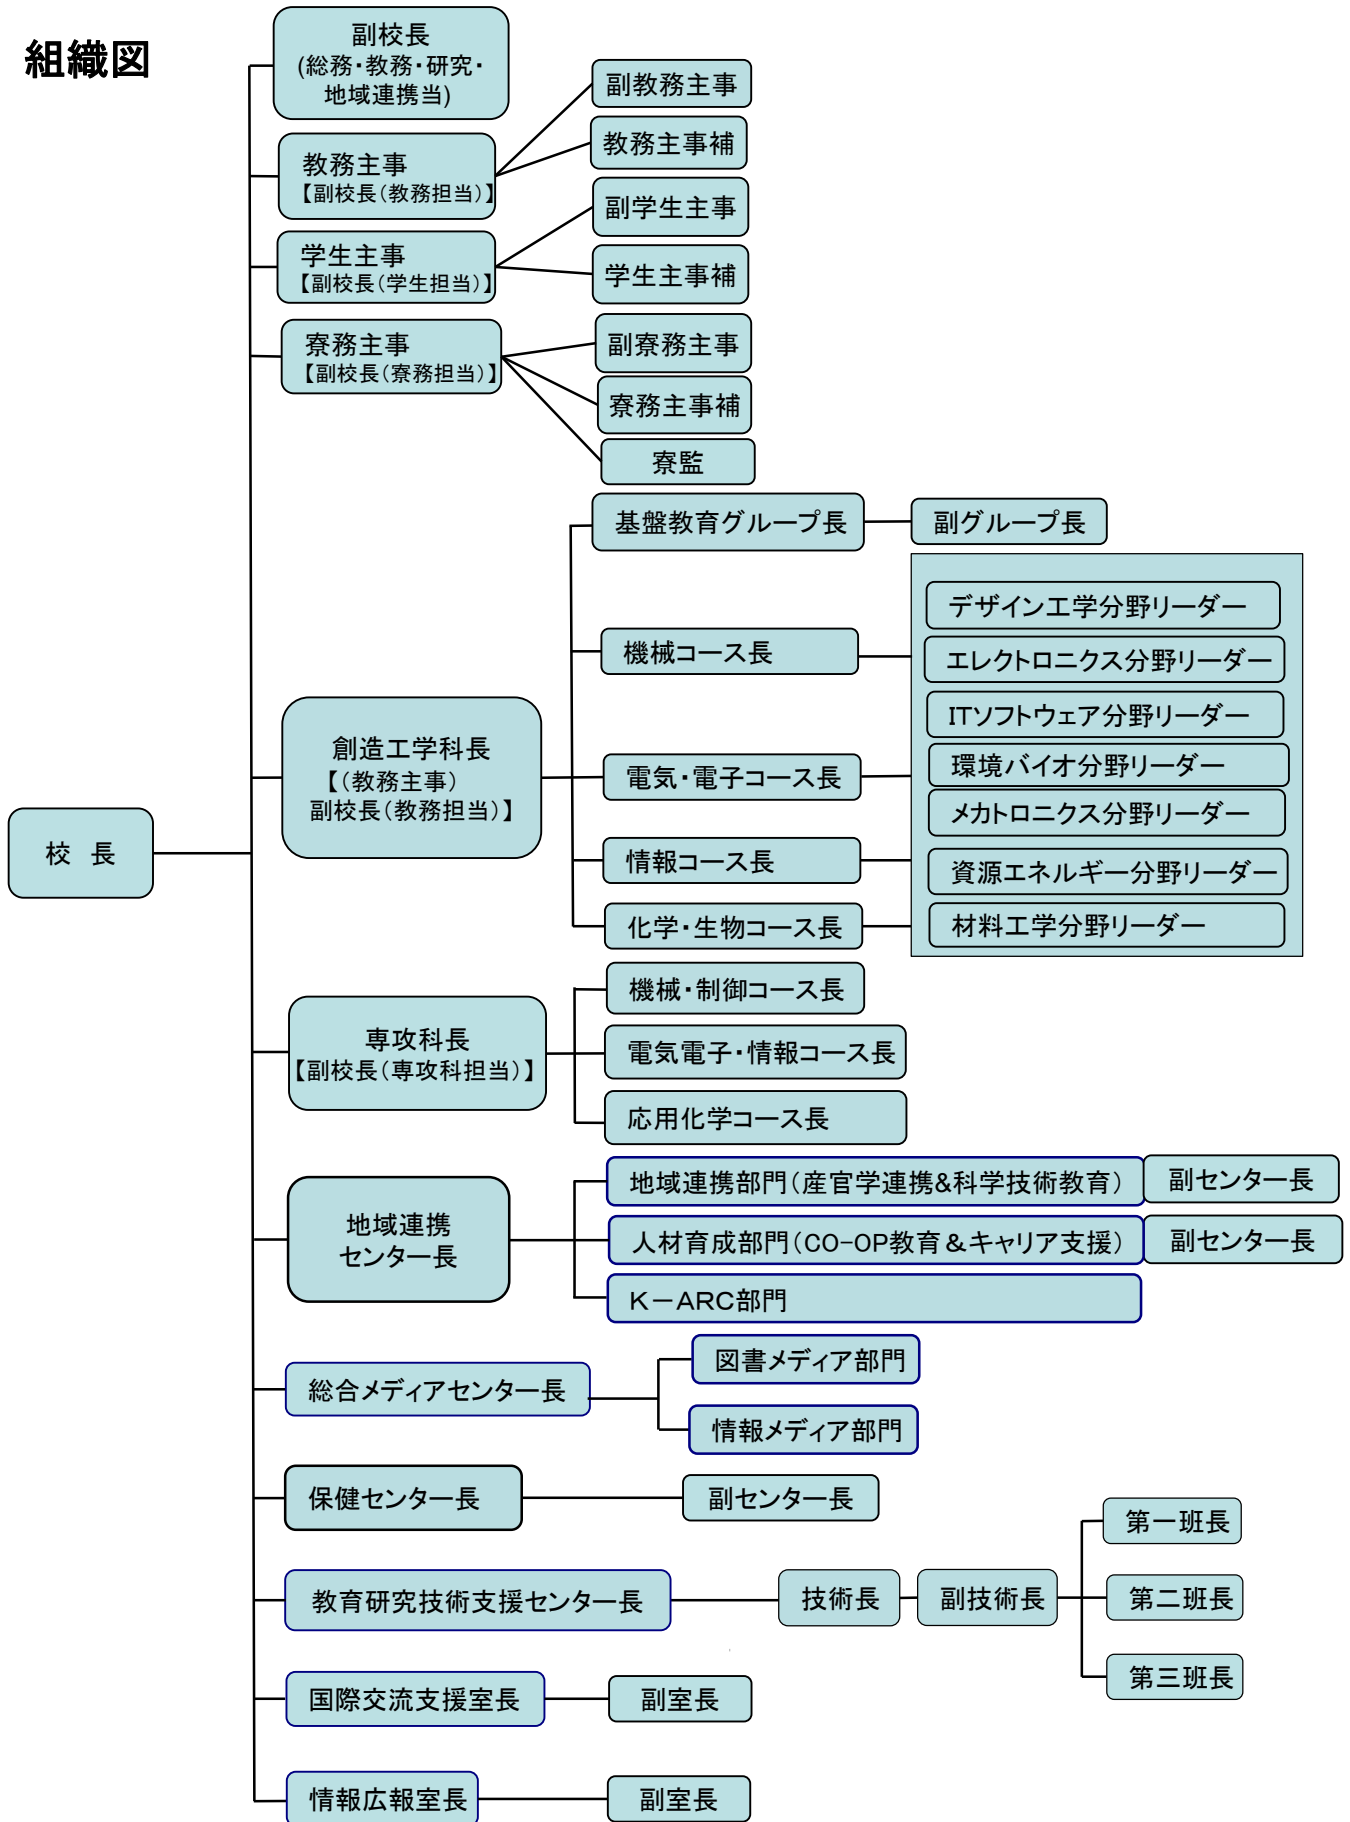 組織図
副校長
(総務・教務・研究・
地域連携当)
副教務主事
教務主事補
教務主事
【副校長(教務担当)】
副学生主事
学生主事
【副校長(学生担当)】
学生主事補
副寮務主事
寮務主事
【副校長(寮務担当)】
寮務主事補
寮監
基盤教育グループ長
副グループ長
デザイン工学分野リーダー
機械コース長
エレクトロニクス分野リーダー
ITソフトウェア分野リーダー
創造工学科長
【(教務主事)
副校長(教務担当)】
電気・電子コース長
環境バイオ分野リーダー
メカトロニクス分野リーダー
校 長
情報コース長
資源エネルギー分野リーダー
化学・生物コース長
材料工学分野リーダー
機械・制御コース長
専攻科長
【副校長(専攻科担当)】
電気電子・情報コース長
応用化学コース長
地域連携部門(産官学連携&科学技術教育)
副センター長
地域連携
センター長
人材育成部門(CO-OP教育&キャリア支援)
副センター長
K-ARC部門
図書メディア部門
総合メディアセンター長
情報メディア部門
保健センター長
副センター長
第一班長
教育研究技術支援センター長
技術長
副技術長
第二班長
第三班長
国際交流支援室長
副室長
情報広報室長
副室長